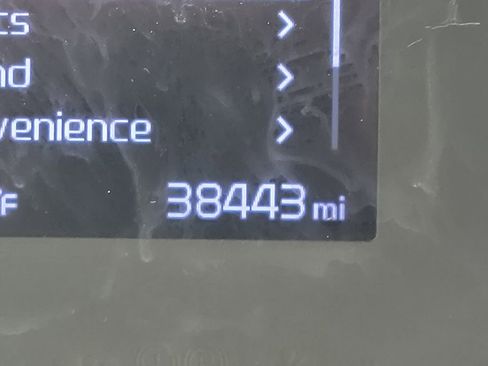 cs >
nd >
venience >
°F 38443 mi